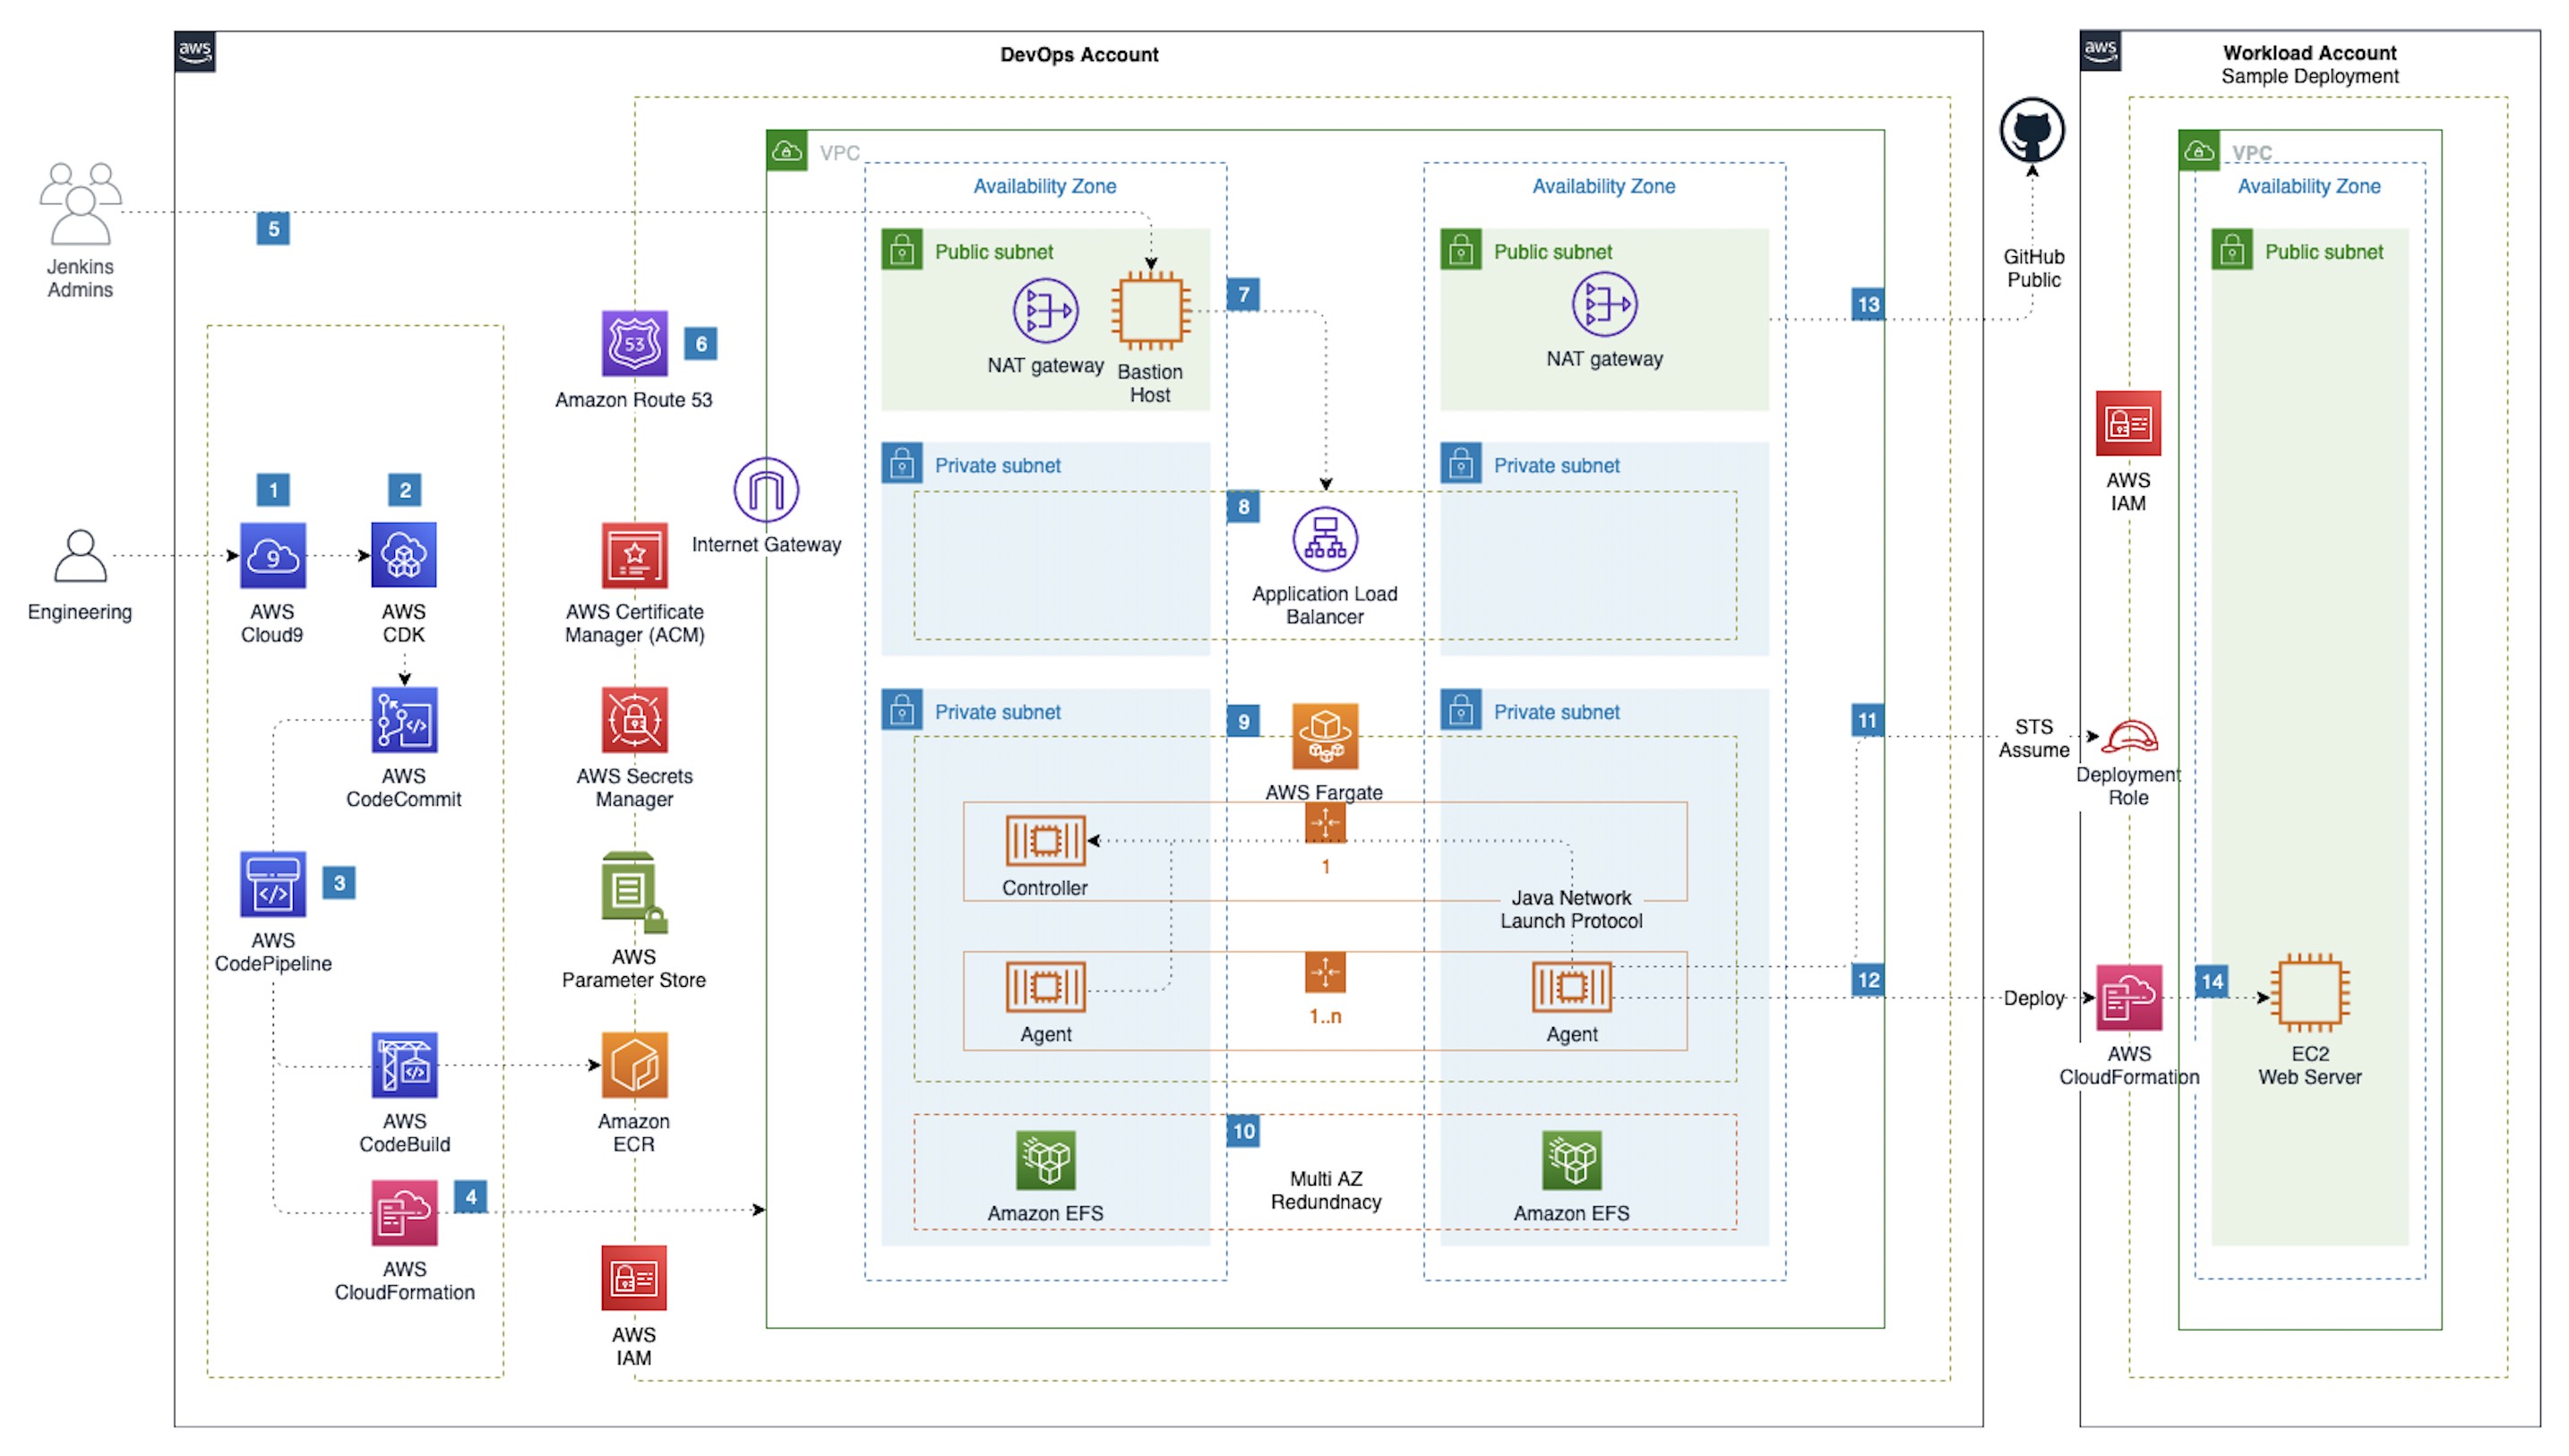 aws
DevOps Account
aws
Workload Account
Sample Deployment
VPC
Availability Zone
Availability Zone
VPC
Availability Zone
Jenkins
Admins
5
Public subnet
NAT gateway
Bastion
Host
7
Public subnet
NAT gateway
13
GitHub
Public
Public subnet
53
6
Amazon Route 53
Private subnet
Private subnet
AWS
IAM
1
2
8
Engineering
9
AWS
Cloud9
AWS
CDK
AWS Certificate
Manager (ACM)
Internet Gateway
Application Load
Balancer
Private subnet
9
Private subnet
AWS Fargate
11
STS
Assume
Deployment
Role
AWS
CodeCommit
AWS Secrets
Manager
Controller
1
Java Network
Launch Protocol
3
AWS
CodePipeline
AWS
Parameter Store
Agent
1..n
Agent
12
Deploy
14
AWS
CloudFormation
EC2
Web Server
AWS
CodeBuild
Amazon
ECR
10
Amazon EFS
Multi AZ
Redundnacy
Amazon EFS
4
AWS
CloudFormation
AWS
IAM